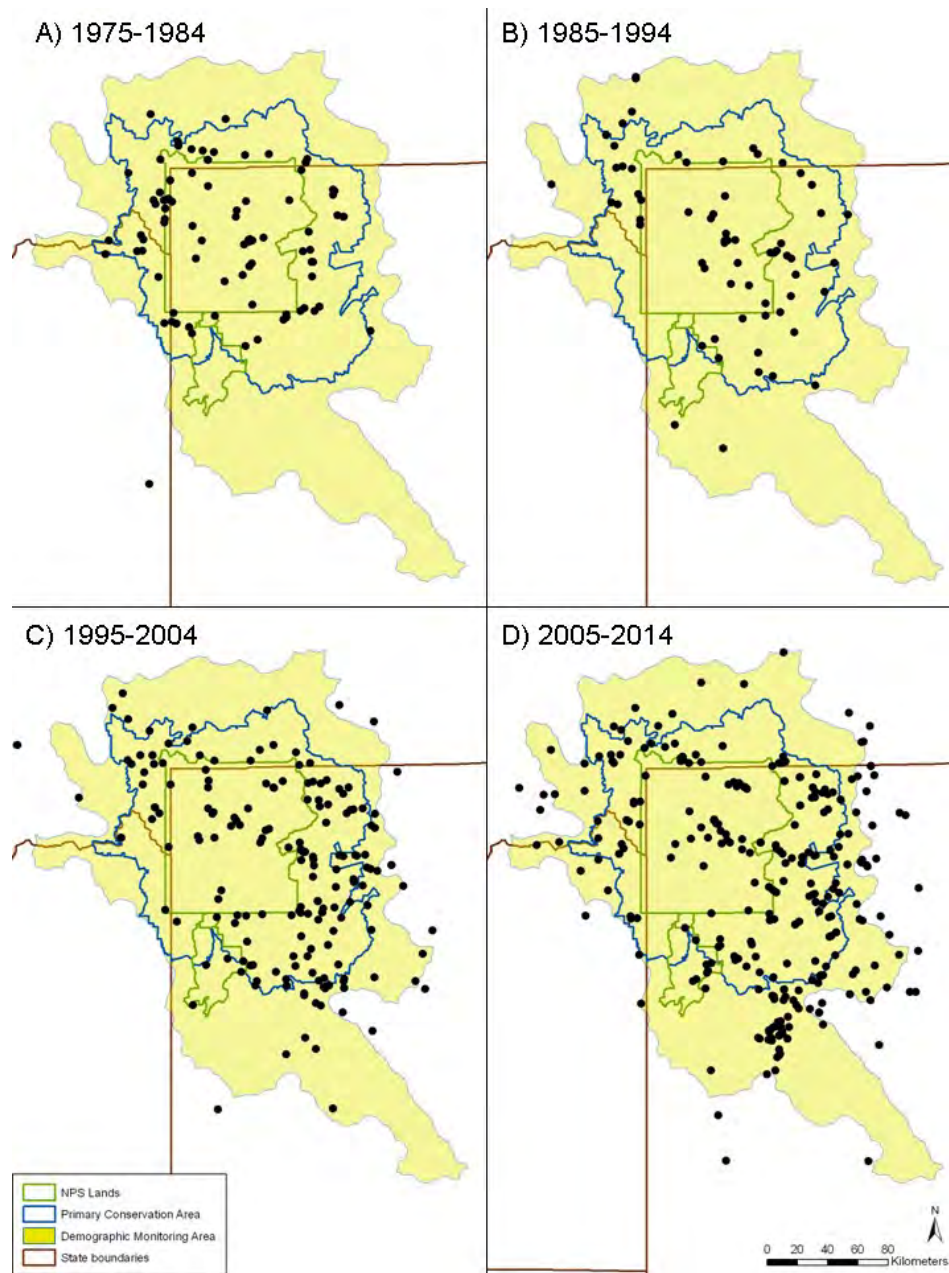 A) 1975-1984
B) 1985-1994
C) 1995-2004
D) 2005-2014
NPS Lands
Primary Conservation Area
Demographic Monitoring Area
State boundaries
N
0 20 40 60 80
Kilometers